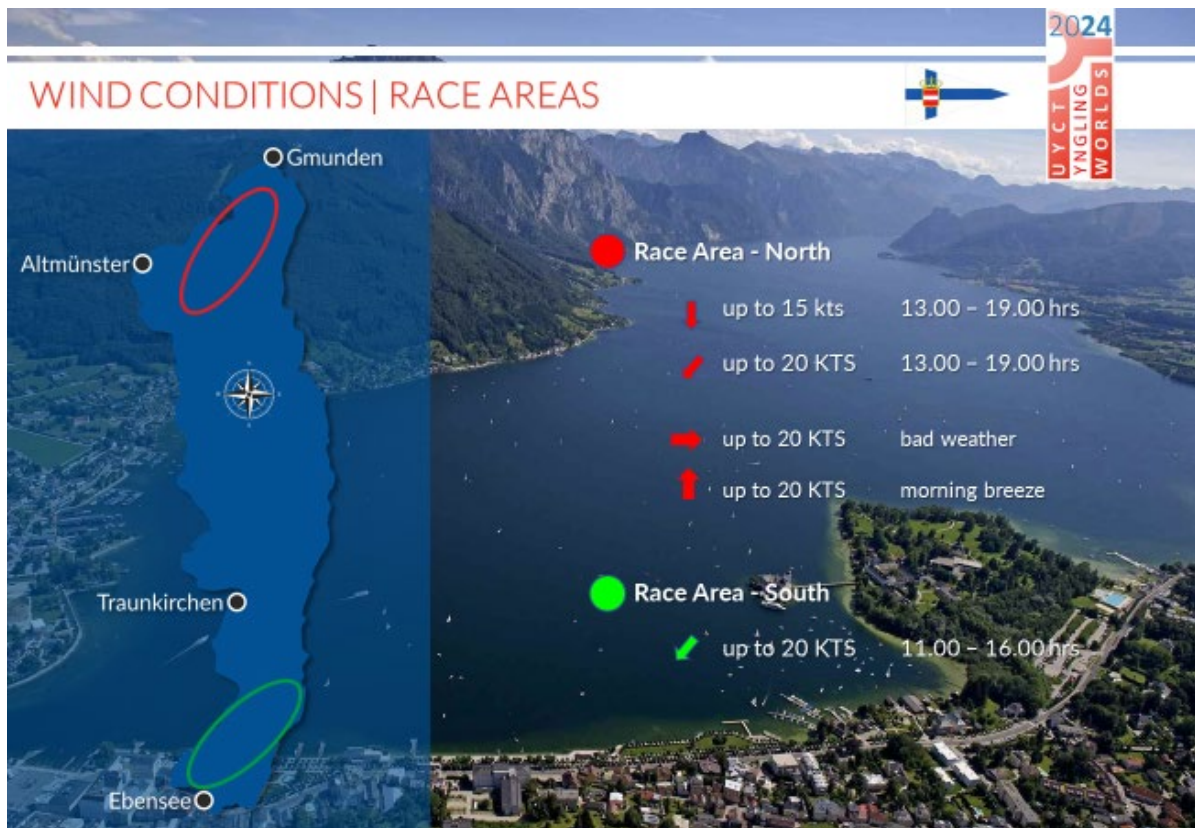 2024
UYCT
YNGLING
WORLDS
WIND CONDITIONS | RACE AREAS
Gmunden
Altmünster
Traunkirchen
Ebensee
Race Area - North
up to 15 kts 13.00 – 19.00 hrs
up to 20 KTS 13.00 – 19.00 hrs
up to 20 KTS bad weather
up to 20 KTS morning breeze
Race Area - South
up to 20 KTS 11.00 – 16.00 hrs